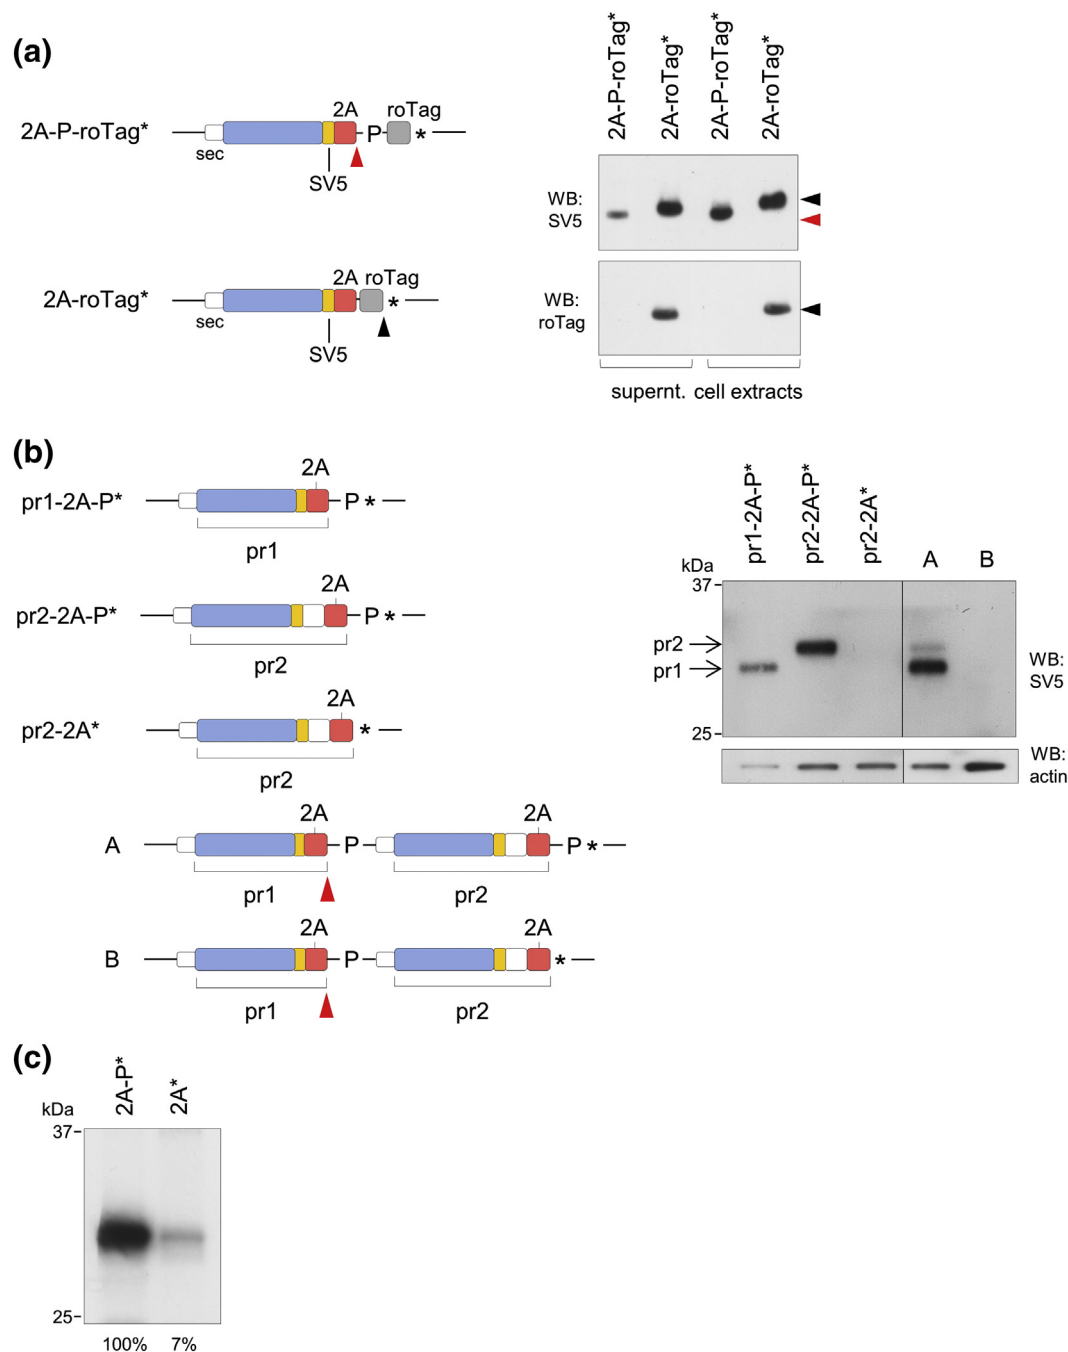 (a)
2A-P-roTag*
2A
roTag
P
*
sec
SV5
2A-roTag*
2A roTag
*
sec
SV5
2A-P-roTag*
2A-roTag*
2A-P-roTag*
2A-roTag*
WB:
SV5
WB:
roTag
supernt. cell extracts
(b)
pr1-2A-P*
2A
P *
pr1
pr2-2A-P*
2A
P *
pr2
pr2-2A*
2A
*
pr2
A
2A
P
2A
P *
pr1
pr2
B
2A
P
2A
*
pr1
pr2
pr1-2A-P*
pr2-2A-P*
pr2-2A*
A
B
kDa
37
pr2
pr1
25
WB:
SV5
WB:
actin
(c)
2A-P*
2A*
kDa
37
25
100%
7%